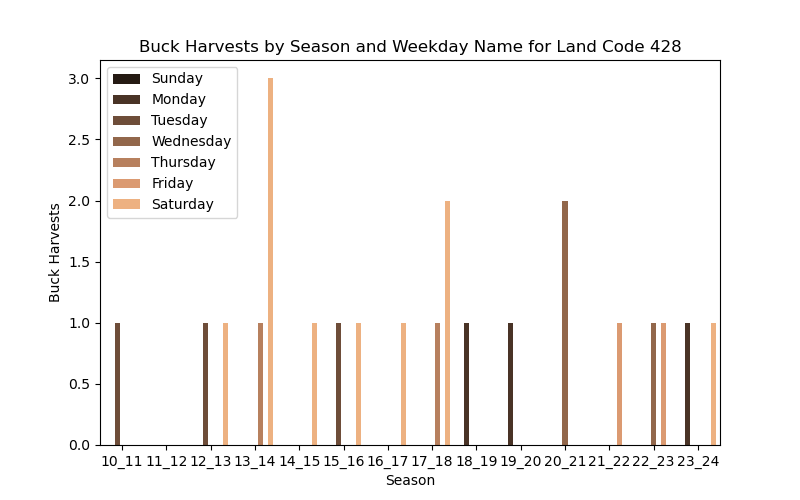 Buck Harvests by Season and Weekday Name for Land Code 428
Sunday
Monday
Tuesday
Wednesday
Thursday
Friday
Saturday
Buck Harvests
3.0
2.5
2.0
1.5
1.0
0.5
0.0
10_11 11_12 12_13 13_14 14_15 15_16 16_17 17_18 18_19 19_20 20_21 21_22 22_23 23_24
Season